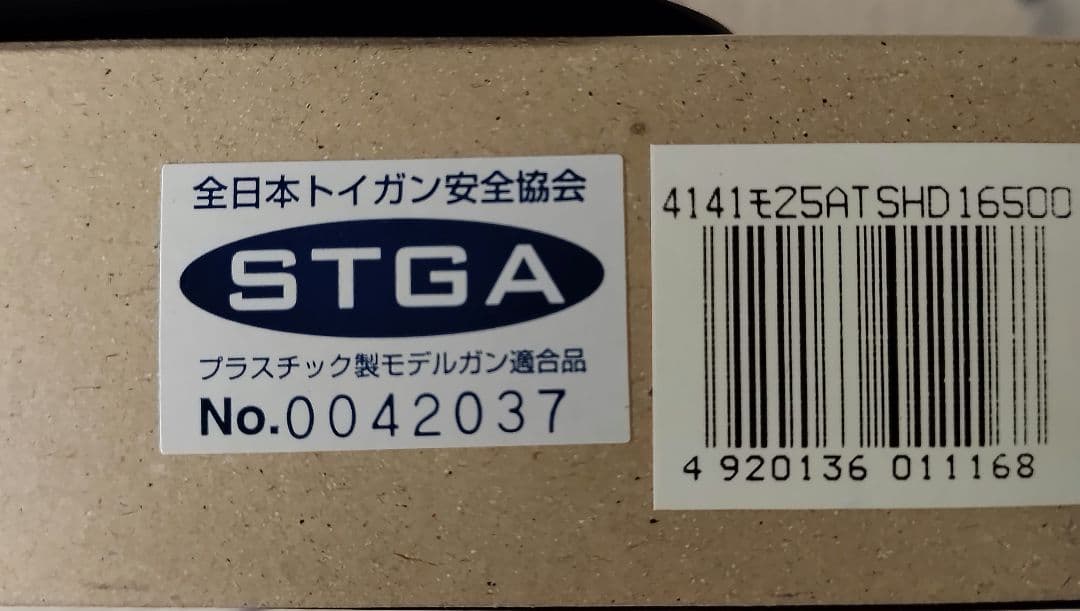 全日本トイガン安全協会
STGA
プラスチック製モデルガン適合品
No.0042037
4141モ25ATSHD16500
4 920136 011168